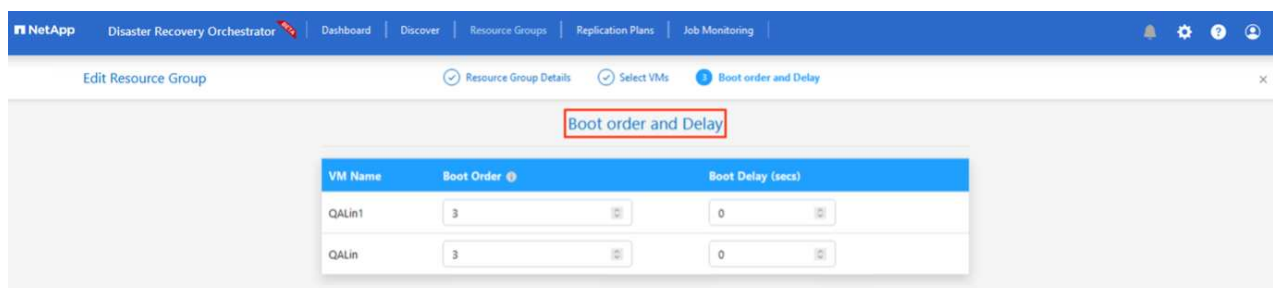 NetApp Disaster Recovery Orchestrator Dashboard Discover Resource Groups Replication Plans Job Monitoring
Edit Resource Group Resource Group Details Select VMs 3 Boot order and Delay
Boot order and Delay
VM Name Boot Order Boot Delay (secs)
QALin1 3 0
QALin 3 0